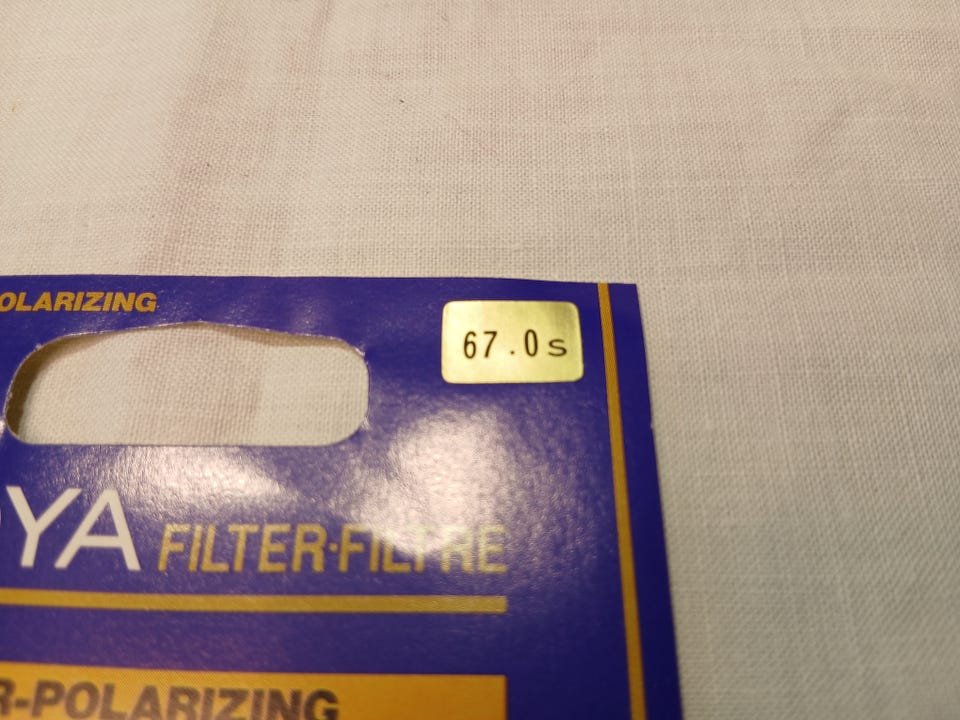 OLARIZING
67.0s
YA FILTER·FILTRE
R-POLARIZING